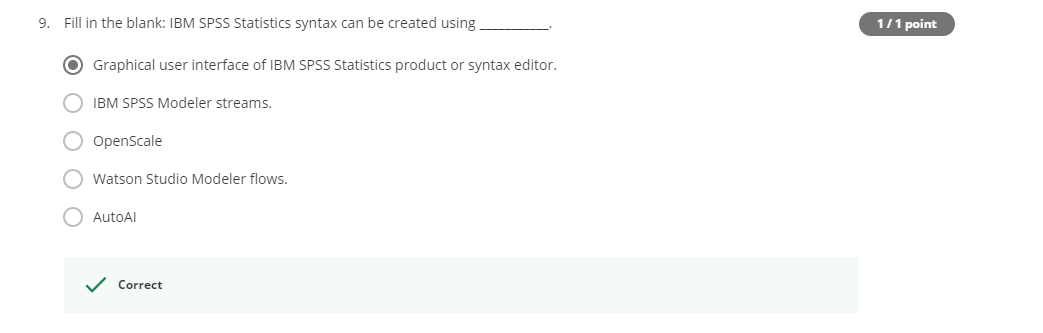 9. Fill in the blank: IBM SPSS Statistics syntax can be created using ___________.
1 / 1 point
Graphical user interface of IBM SPSS Statistics product or syntax editor.
IBM SPSS Modeler streams.
OpenScale
Watson Studio Modeler flows.
AutoAI
Correct